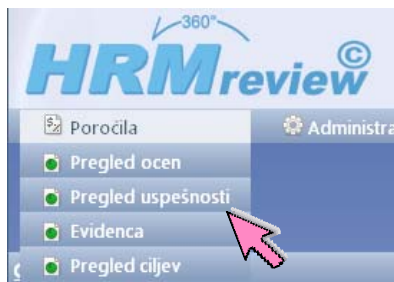 360°
HRMreview©
Poročila
Administra
Pregled ocen
Pregled uspešnosti
Evidenca
Pregled ciljev